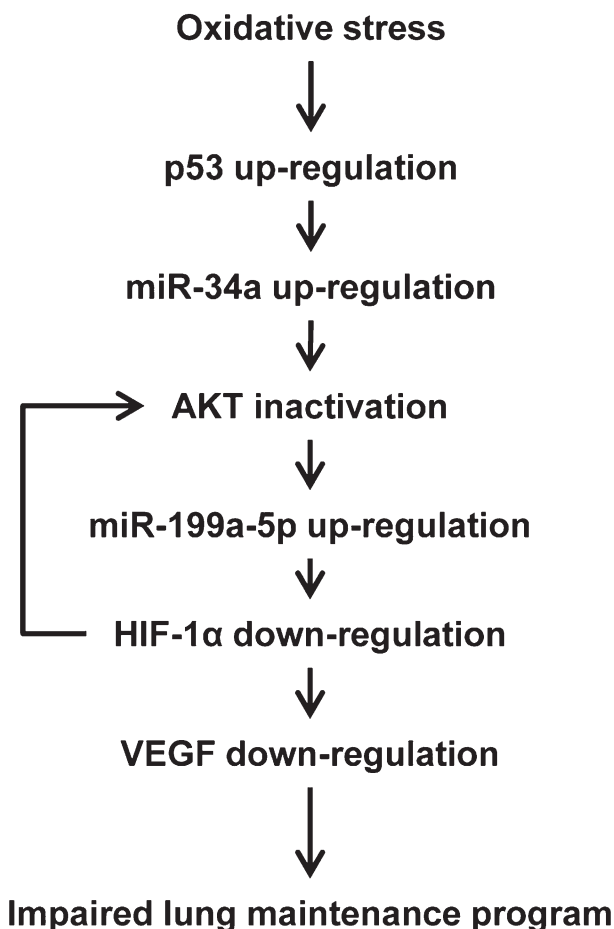 Oxidative stress
p53 up-regulation
miR-34a up-regulation
AKT inactivation
miR-199a-5p up-regulation
HIF-1α down-regulation
VEGF down-regulation
Impaired lung maintenance program